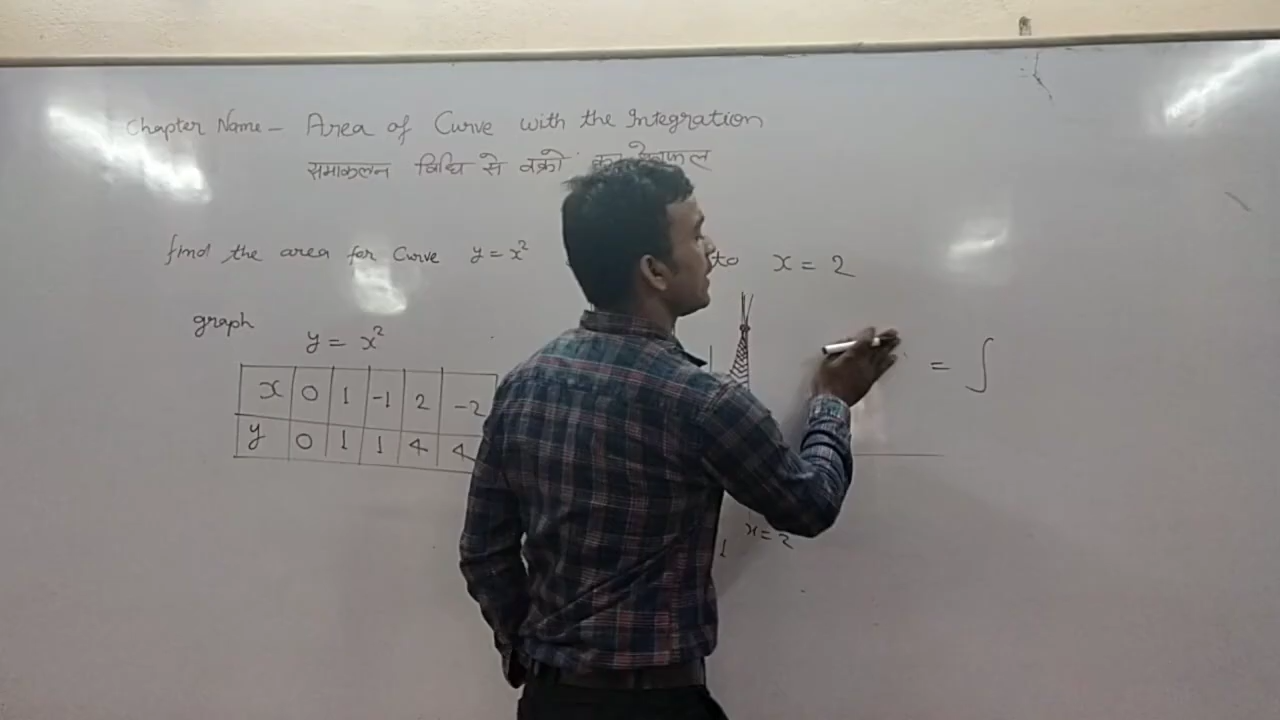 Chapter Name - Area of Curve with the Integration
समाकलन विधि से वक्रो का क्षेत्रफल
find the area for Curve y = x² to x = 2
graph y = x²
x 0 1 -1 2 -2
y 0 1 1 4 4
= ∫
x = 2
1